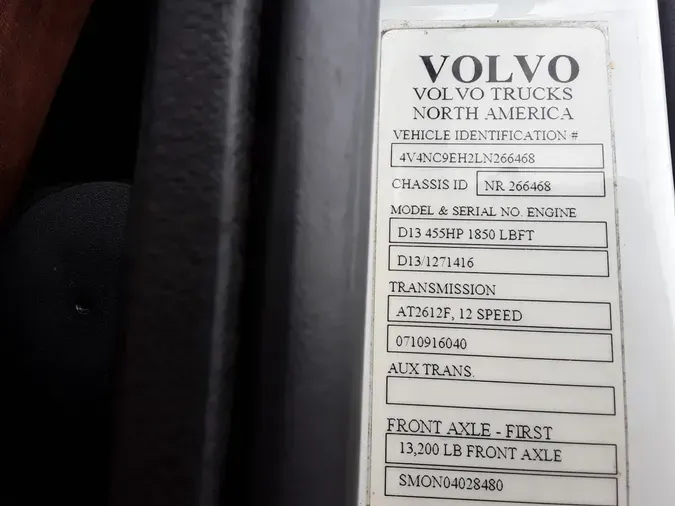 VOLVO
VOLVO TRUCKS
NORTH AMERICA
VEHICLE IDENTIFICATION #
4V4NC9EH2LN266468
CHASSIS ID NR 266468
MODEL & SERIAL NO. ENGINE
D13 455HP 1850 LBFT
D13/1271416
TRANSMISSION
AT2612F, 12 SPEED
0710916040
AUX TRANS.
FRONT AXLE - FIRST
13,200 LB FRONT AXLE
SMON04028480